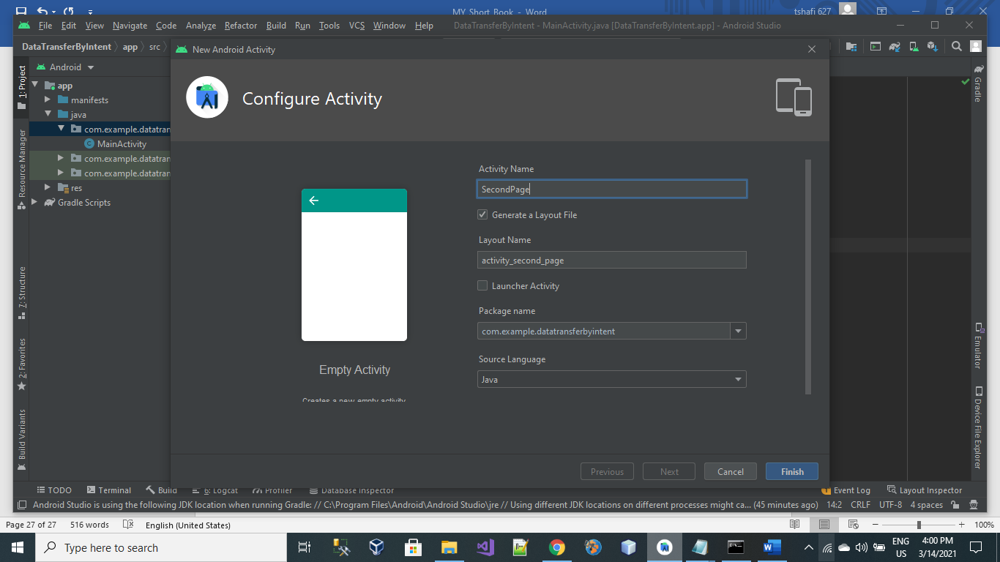 MY_Short_Book - Word
tshafi 627
File Edit View Navigate Code Analyze Refactor Build Run Tools VCS Window Help DataTransferByIntent - MainActivity.java [DataTransferByIntent.app] - Android Studio
DataTransferByIntent app src
New Android Activity
1: Project
Android
Configure Activity
app
manifests
java
com.example.datatran
MainActivity
com.example.datatran
com.example.datatran
res
Gradle Scripts
Resource Manager
7: Structure
2: Favorites
Build Variants
Gradle
Emulator
Device File Explorer
Activity Name
SecondPage
Generate a Layout File
Layout Name
activity_second_page
Launcher Activity
Package name
com.example.datatransferbyintent
Source Language
Java
Empty Activity
Creates a new empty activity
Previous Next Cancel Finish
TODO Terminal Build 6: Logcat Profiler Database Inspector Event Log Layout Inspector
Android Studio is using the following JDK location when running Gradle: // C:\Program Files\Android\Android Studio\jre // Using different JDK locations on different processes might ca... (45 minutes ago) 14:2 CRLF UTF-8 4 spaces
Page 27 of 27 516 words English (United States) 100%
Type here to search
ENG
US
4:00 PM
3/14/2021